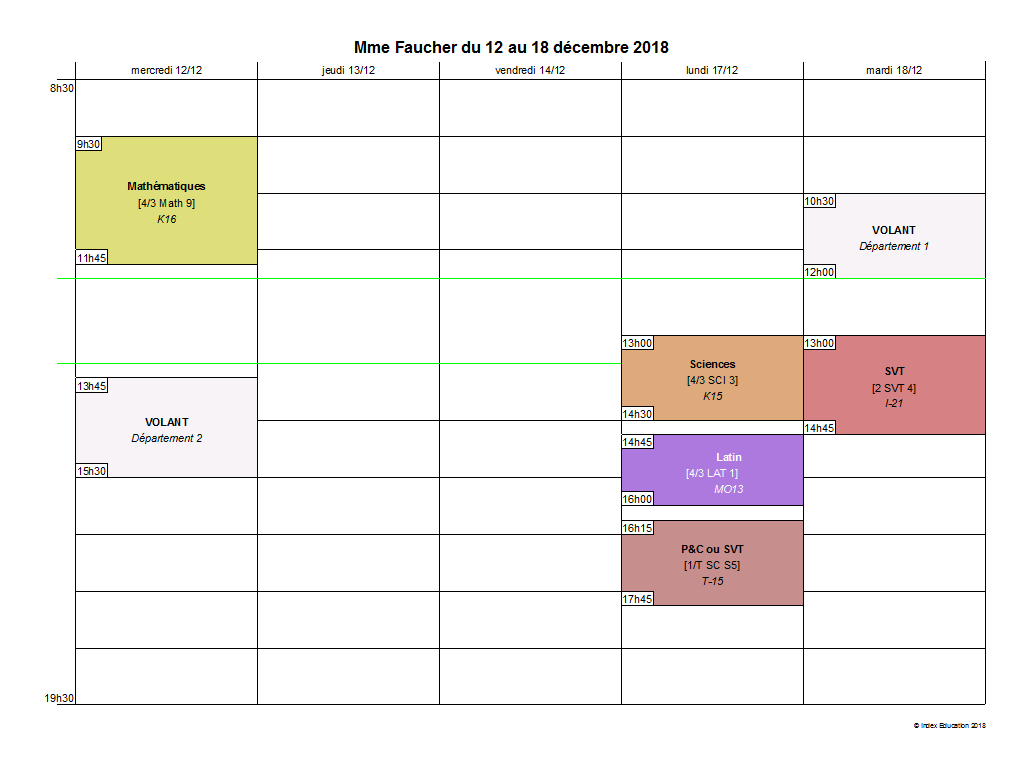 Mme Faucher du 12 au 18 décembre 2018
mercredi 12/12
jeudi 13/12
vendredi 14/12
lundi 17/12
mardi 18/12
8h30
9h30
Mathématiques
[4/3 Math 9]
K16
11h45
13h45
VOLANT
Département 2
15h30
13h00
Sciences
[4/3 SCI 3]
K15
14h30
14h45
Latin
[4/3 LAT 1]
MO13
16h00
16h15
P&C ou SVT
[1/T SC S5]
T-15
17h45
10h30
VOLANT
Département 1
12h00
13h00
SVT
[2 SVT 4]
I-21
14h45
19h30
© Index Education 2018